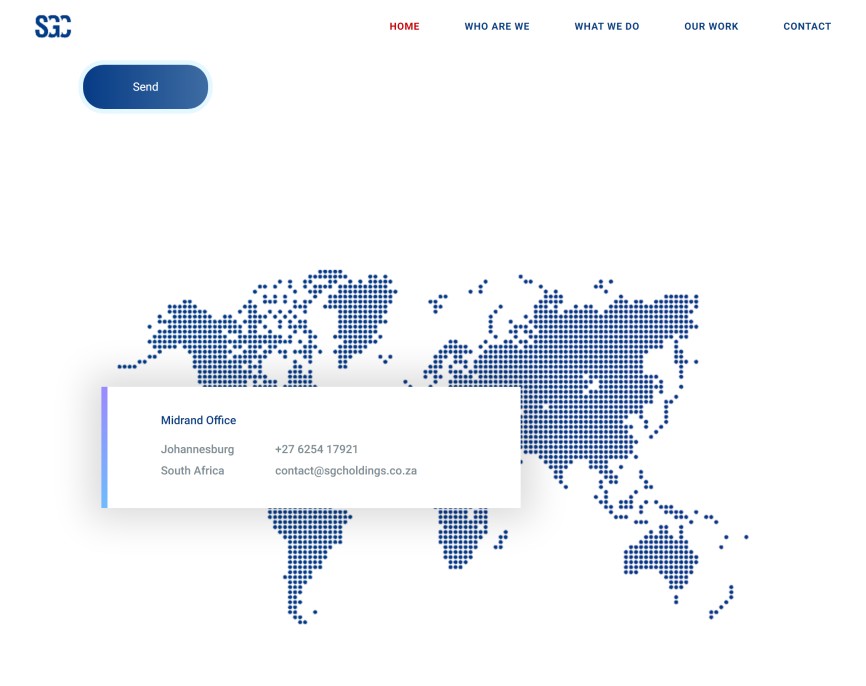 SGC
HOME WHO ARE WE WHAT WE DO OUR WORK CONTACT
Send
Midrand Office
Johannesburg +27 6254 17921
South Africa contact@sgcholdings.co.za